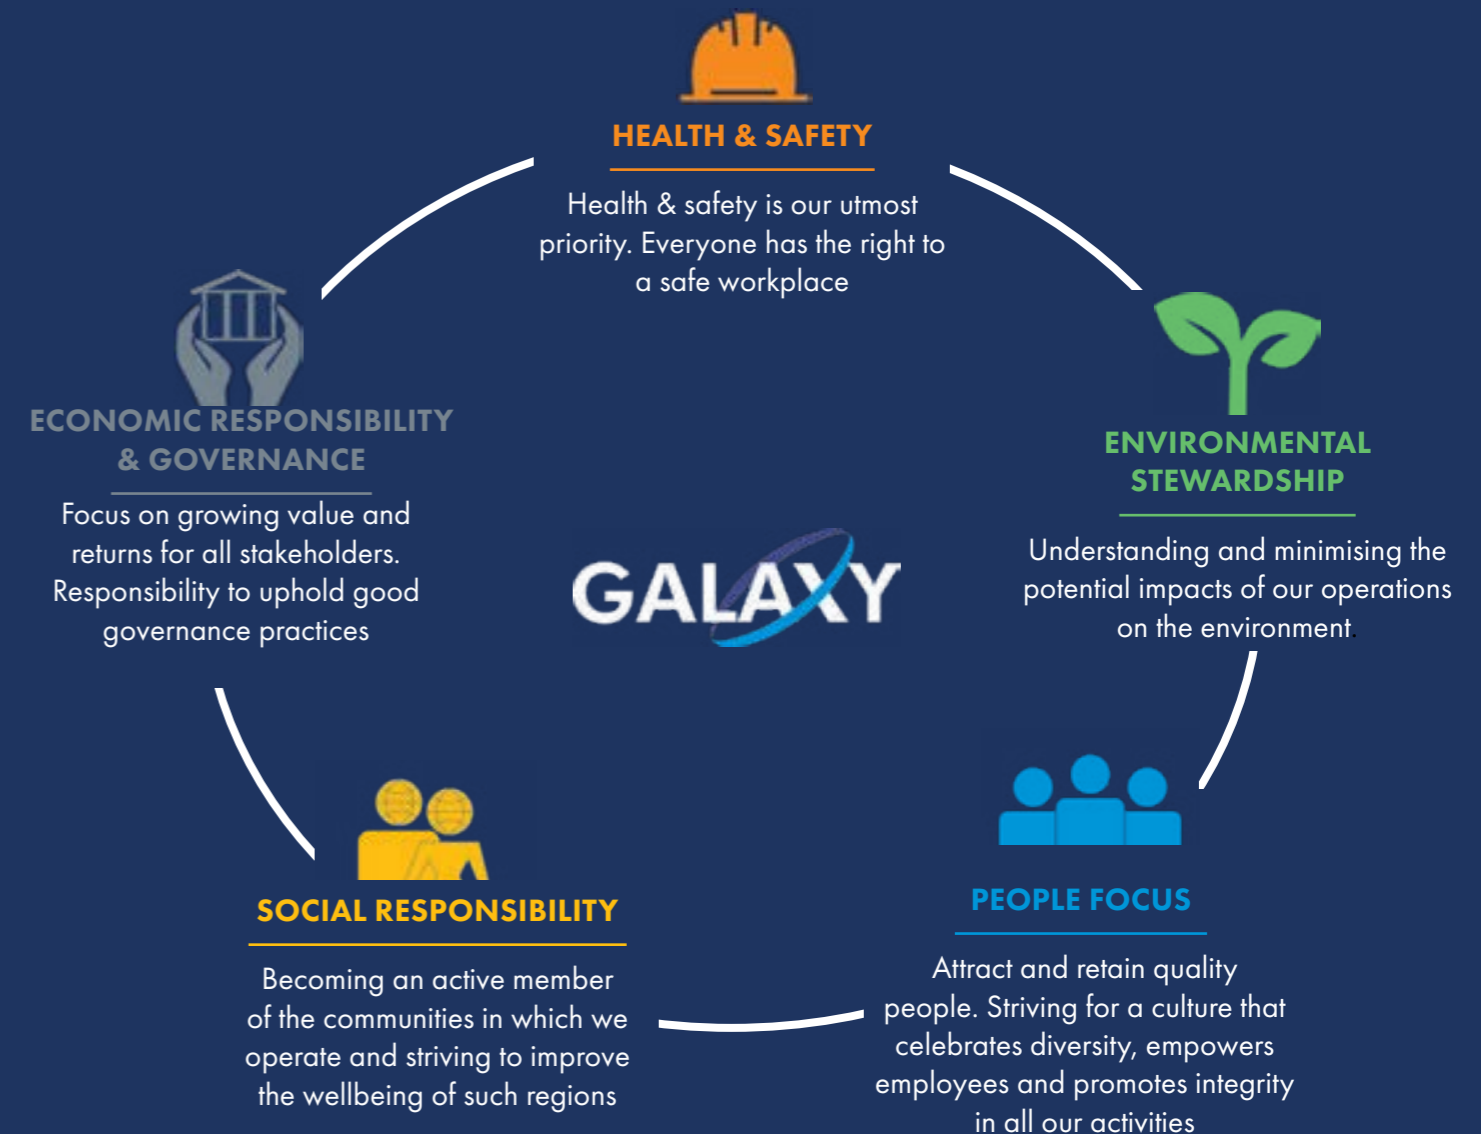 HEALTH & SAFETY
Health & safety is our utmost
priority. Everyone has the right to
a safe workplace
ECONOMIC RESPONSIBILITY
& GOVERNANCE
Focus on growing value and
returns for all stakeholders.
Responsibility to uphold good
governance practices
GALAXY
ENVIRONMENTAL
STEWARDSHIP
Understanding and minimising the
potential impacts of our operations
on the environment.
SOCIAL RESPONSIBILITY
Becoming an active member
of the communities in which we
operate and striving to improve
the wellbeing of such regions
PEOPLE FOCUS
Attract and retain quality
people. Striving for a culture that
celebrates diversity, empowers
employees and promotes integrity
in all our activities